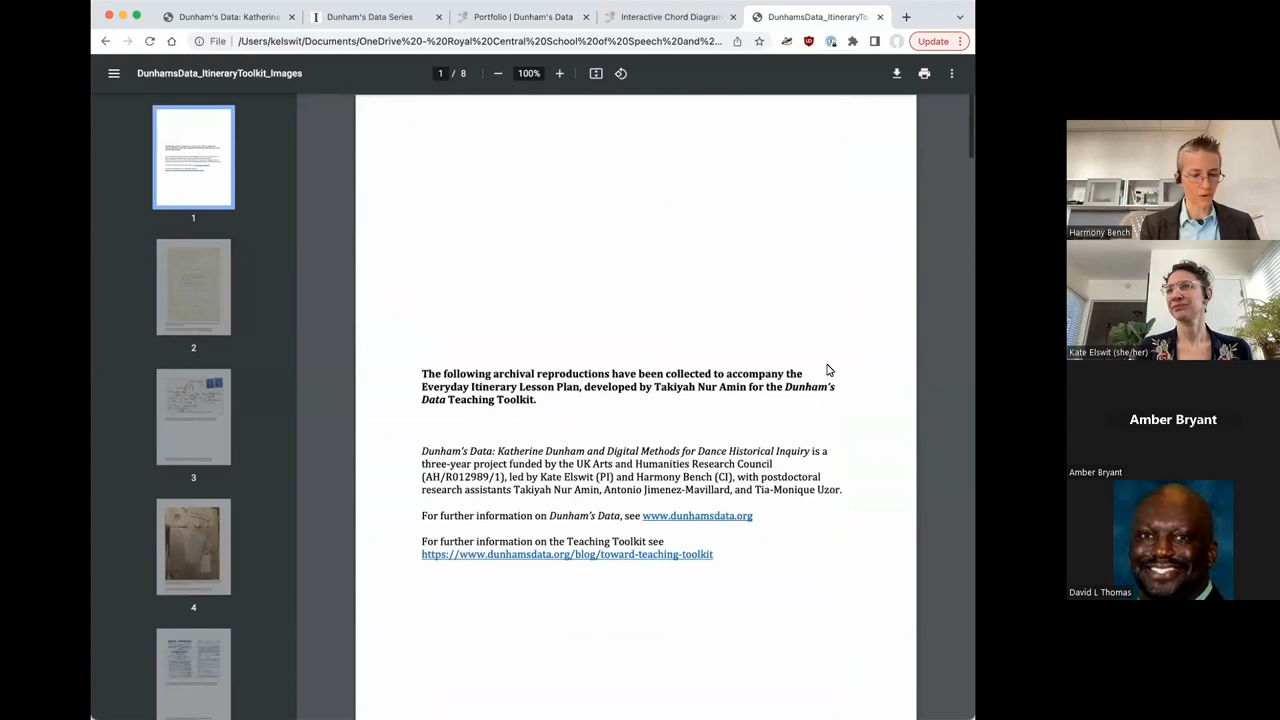 Dunham's Data: Katherine
Dunham's Data Series
Portfolio | Dunham's Data
Interactive Chord Diagram
DunhamsData_ItineraryTo
File
/Users/kelswit/Documents/OneDrive%20-%20Royal%20Central%20School%20of%20Speech%20and%2...
Update
DunhamsData_ItineraryToolkit_Images
1 / 8
100%
1
2
3
4
The following archival reproductions have been collected to accompany the
Everyday Itinerary Lesson Plan, developed by Takiyah Nur Amin for the Dunham's
Data Teaching Toolkit.
Dunham's Data: Katherine Dunham and Digital Methods for Dance Historical Inquiry is a
three-year project funded by the UK Arts and Humanities Research Council
(AH/R012989/1), led by Kate Elswit (PI) and Harmony Bench (CI), with postdoctoral
research assistants Takiyah Nur Amin, Antonio Jimenez-Mavillard, and Tia-Monique Uzor.
For further information on Dunham's Data, see www.dunhamsdata.org
For further information on the Teaching Toolkit see
https://www.dunhamsdata.org/blog/toward-teaching-toolkit
Harmony Bench
Kate Elswit (she/her)
Amber Bryant
Amber Bryant
David L Thomas